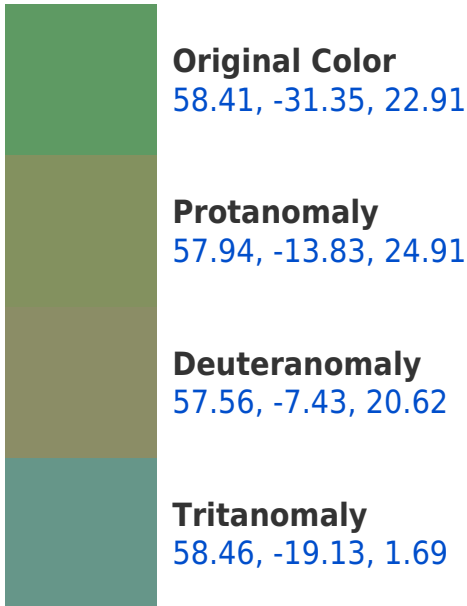 Original Color
58.41, -31.35, 22.91
Protanomaly
57.94, -13.83, 24.91
Deuteranomaly
57.56, -7.43, 20.62
Tritanomaly
58.46, -19.13, 1.69